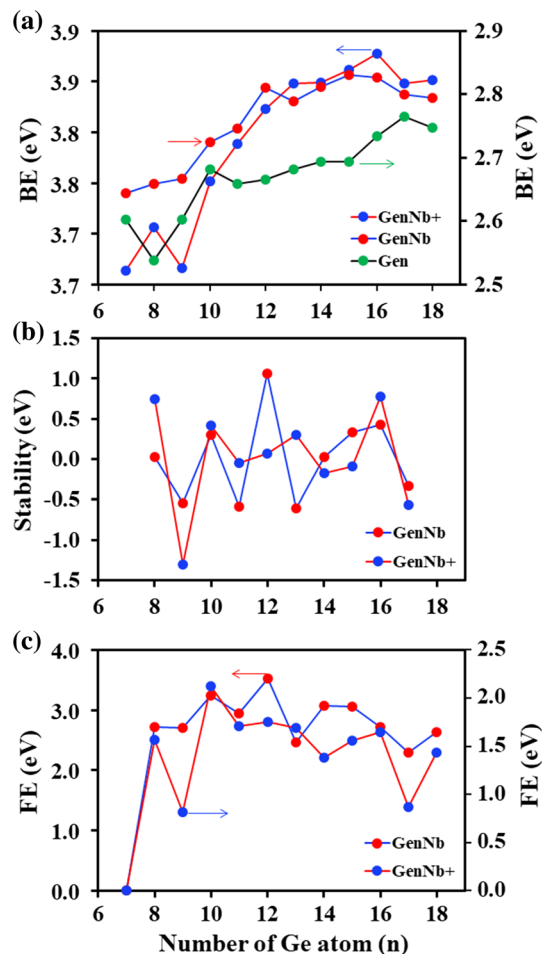 (a)
3.9
3.9
3.8
3.8
3.7
3.7
BE (eV)
2.9
2.8
2.7
2.6
2.5
BE (eV)
GenNb+
GenNb
Gen
6 8 10 12 14 16 18
(b)
1.5
1.0
0.5
0.0
-0.5
-1.0
-1.5
Stability (eV)
GenNb
GenNb+
6 8 10 12 14 16 18
(c)
4.0
3.0
2.0
1.0
0.0
FE (eV)
2.5
2.0
1.5
1.0
0.5
0.0
FE (eV)
GenNb
GenNb+
6 8 10 12 14 16 18
Number of Ge atom (n)